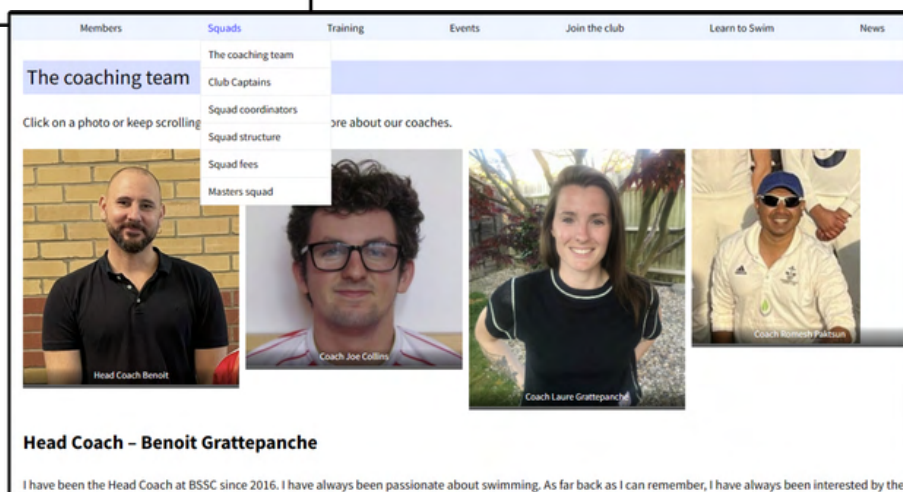 Members Squads Training Events Join the club Learn to Swim News
The coaching team
Club Captains
Squad coordinators
Squad structure
Squad fees
Masters squad
The coaching team
Click on a photo or keep scrolling ore about our coaches.
Head Coach Benoit
Coach Joe Collins
Coach Laure Grattepanche
Coach Romesh Paktsun
Head Coach – Benoit Grattepanche
I have been the Head Coach at BSSC since 2016. I have always been passionate about swimming. As far back as I can remember, I have always been interested by the